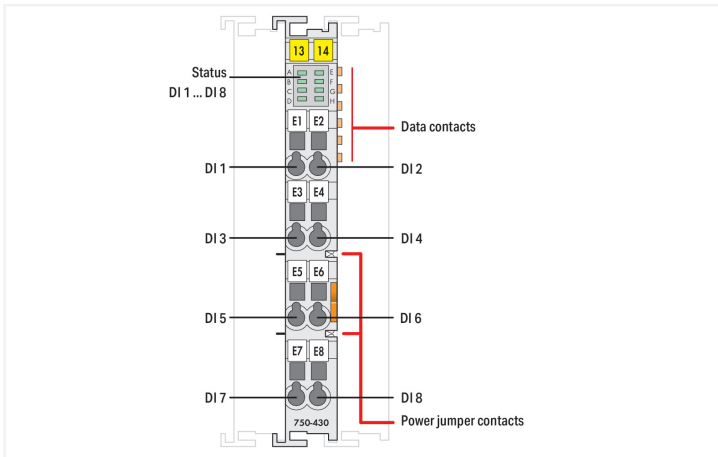 13 14
Status
DI 1 ... DI 8
A E
B F
C G
D H
Data contacts
E1 E2
DI 1 DI 2
E3 E4
DI 3 DI 4
E5 E6
DI 5 DI 6
E7 E8
DI 7 DI 8
750-430
Power jumper contacts